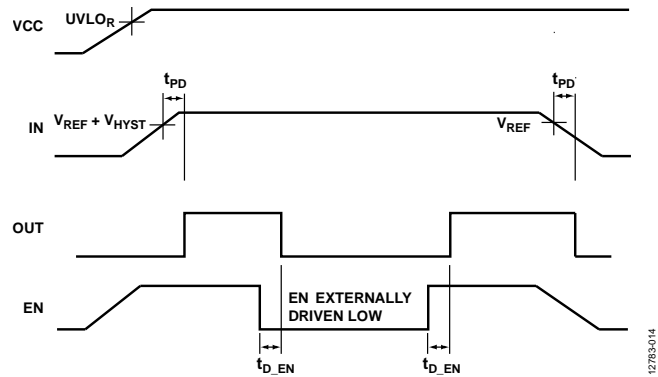 VCC
UVLOR
tPD
tPD
IN
VREF + VHYST
VREF
OUT
EN
EN EXTERNALLY
DRIVEN LOW
tD_EN
tD_EN
12783-014